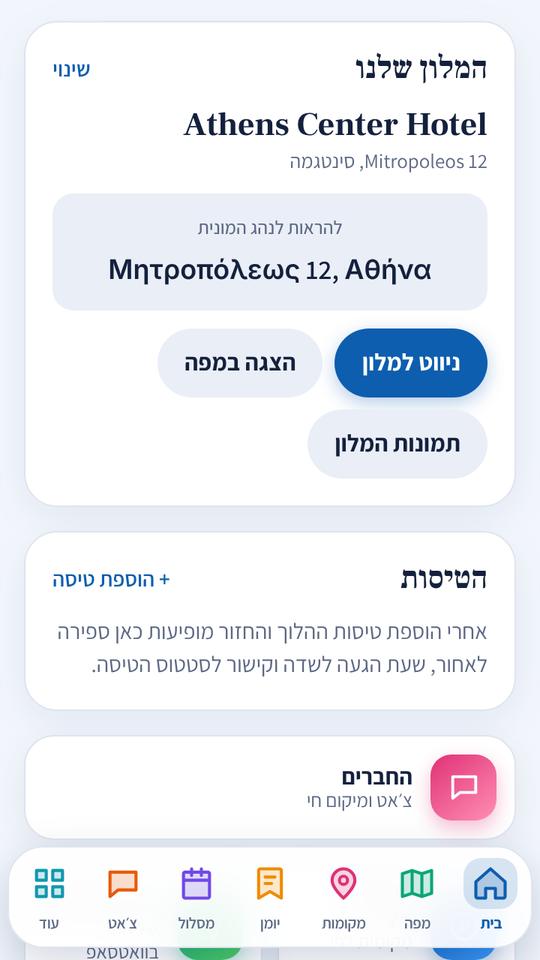 המלון שלנו
שינוי
Athens Center Hotel
Mitropoleos 12, סינטגמה
להראות לנהג המונית
Μητροπόλεως 12, Αθήνα
ניווט למלון
הצגה במפה
תמונות המלון
הטיסות
+ הוספת טיסה
אחרי הוספת טיסות ההלוך והחזור מופיעות כאן ספירה
לאחור, שעת הגעה לשדה וקישור לסטטוס הטיסה.
החברים
צ׳אט ומיקום חי
בית
מפה
מקומות
יומן
מסלול
צ׳אט
עוד
בוואטסאפ